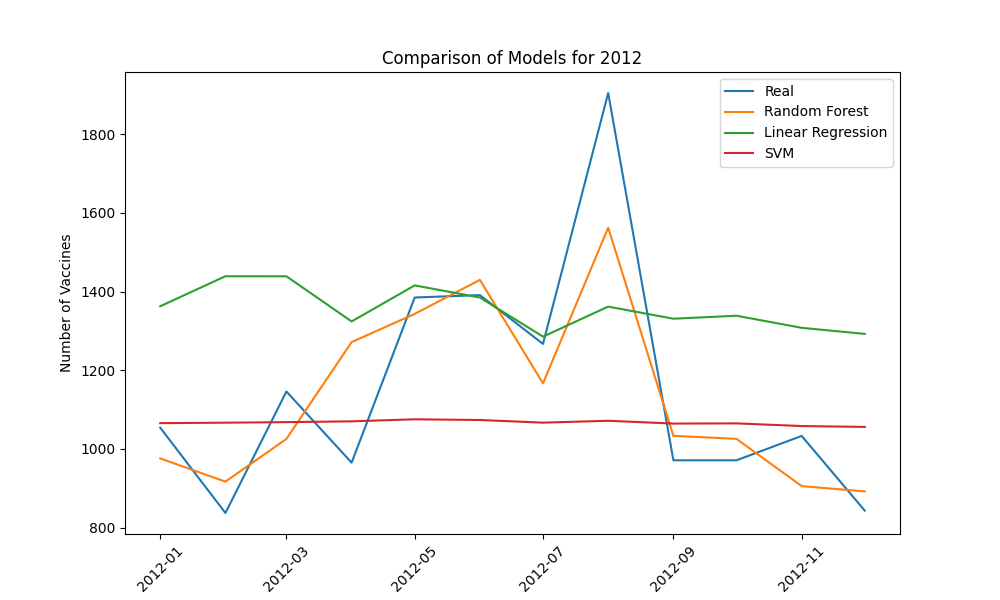 Comparison of Models for 2012
Real
Random Forest
Linear Regression
SVM
Number of Vaccines
1800
1600
1400
1200
1000
800
2012-01
2012-03
2012-05
2012-07
2012-09
2012-11